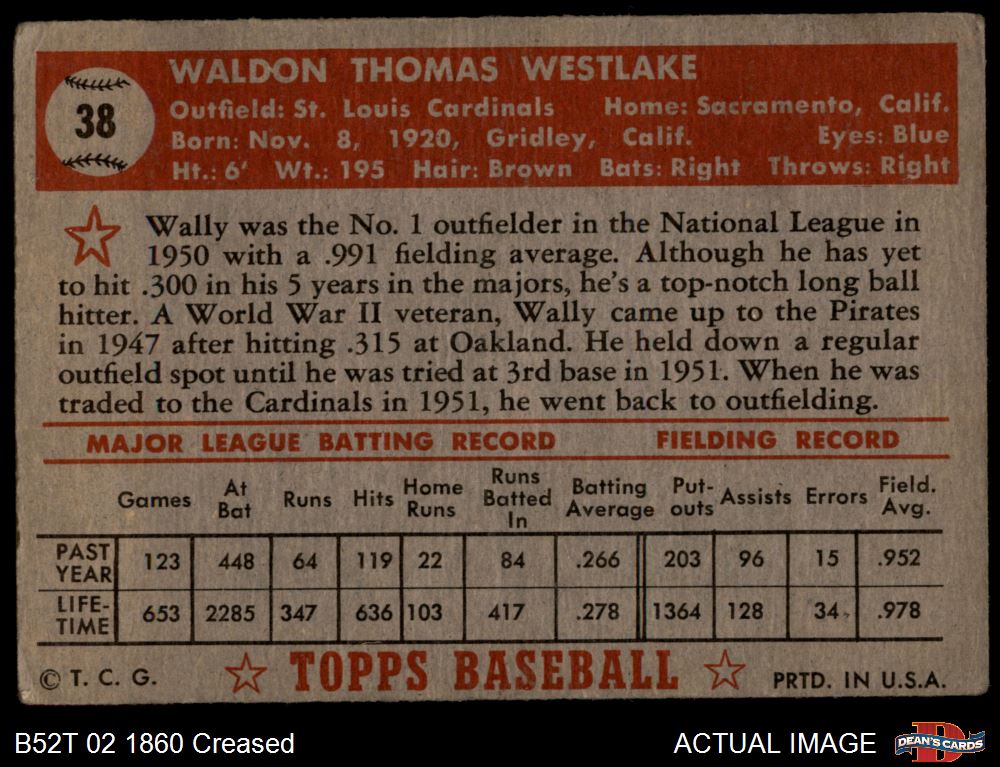 38
WALDON THOMAS WESTLAKE
Outfield: St. Louis Cardinals Home: Sacramento, Calif.
Born: Nov. 8, 1920, Gridley, Calif. Eyes: Blue
Ht.: 6' Wt.: 195 Hair: Brown Bats: Right Throws: Right
Wally was the No. 1 outfielder in the National League in
1950 with a .991 fielding average. Although he has yet
to hit .300 in his 5 years in the majors, he's a top-notch long ball
hitter. A World War II veteran, Wally came up to the Pirates
in 1947 after hitting .315 at Oakland. He held down a regular
outfield spot until he was tried at 3rd base in 1951. When he was
traded to the Cardinals in 1951, he went back to outfielding.
MAJOR LEAGUE BATTING RECORD FIELDING RECORD
Games At Bat Runs Hits Home Runs Runs Batted In Batting Average Put-outs Assists Errors Field. Avg.
PAST YEAR 123 448 64 119 22 84 .266 203 96 15 .952
LIFE-TIME 653 2285 347 636 103 417 .278 1364 128 34 .978
© T. C. G. TOPPS BASEBALL PRTD. IN U.S.A.
B52T 02 1860 Creased ACTUAL IMAGE D DEAN'S CARDS